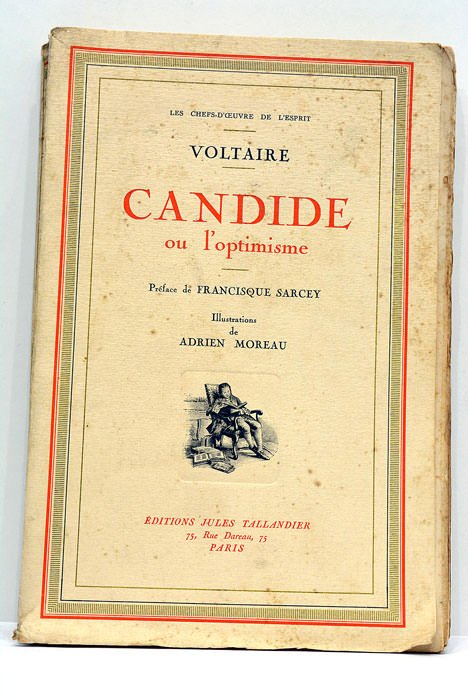 LES CHEFS-D'ŒUVRE DE L'ESPRIT
VOLTAIRE
CANDIDE
ou l'optimisme
Préface de FRANCISQUE SARCEY
Illustrations
de
ADRIEN MOREAU
ÉDITIONS JULES TALLANDIER
75, Rue Dareau, 75
PARIS